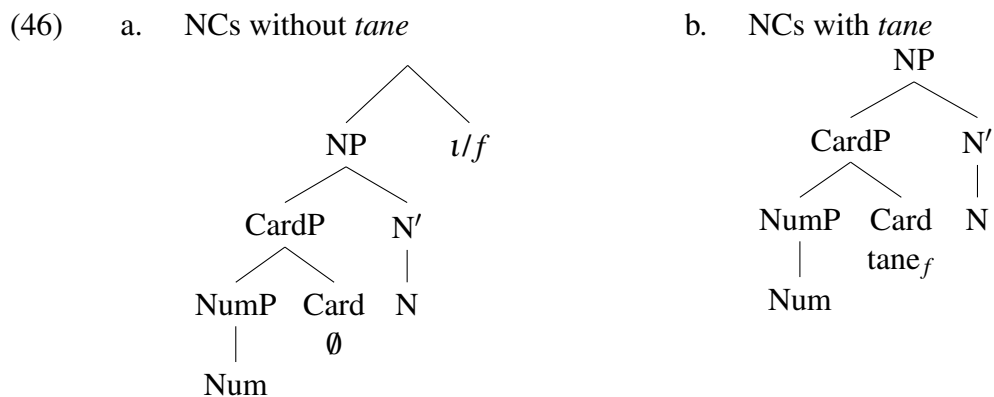 (46) a. NCs without tane b. NCs with tane
NP
NP ι/f CardP N′
CardP N′ NumP Card N
tane_f
NumP Card N Num
∅
Num